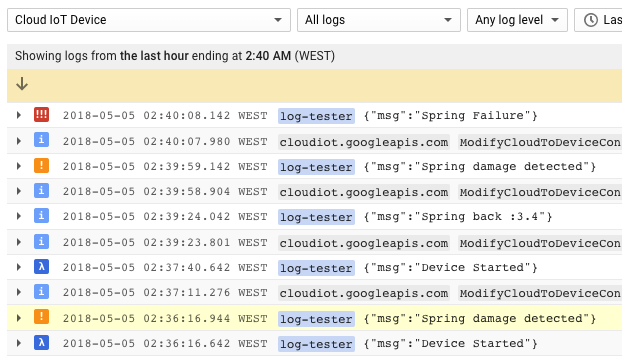 Cloud IoT Device All logs Any log level Las
Showing logs from the last hour ending at 2:40 AM (WEST)
!!! 2018-05-05 02:40:08.142 WEST log-tester {"msg":"Spring Failure"}
i 2018-05-05 02:40:07.980 WEST cloudiot.googleapis.com ModifyCloudToDeviceCon
! 2018-05-05 02:39:59.142 WEST log-tester {"msg":"Spring damage detected"}
i 2018-05-05 02:39:58.904 WEST cloudiot.googleapis.com ModifyCloudToDeviceCon
! 2018-05-05 02:39:24.042 WEST log-tester {"msg":"Spring back :3.4"}
i 2018-05-05 02:39:23.801 WEST cloudiot.googleapis.com ModifyCloudToDeviceCon
λ 2018-05-05 02:37:40.642 WEST log-tester {"msg":"Device Started"}
i 2018-05-05 02:37:11.276 WEST cloudiot.googleapis.com ModifyCloudToDeviceCon
! 2018-05-05 02:36:16.944 WEST log-tester {"msg":"Spring damage detected"}
λ 2018-05-05 02:36:16.642 WEST log-tester {"msg":"Device Started"}